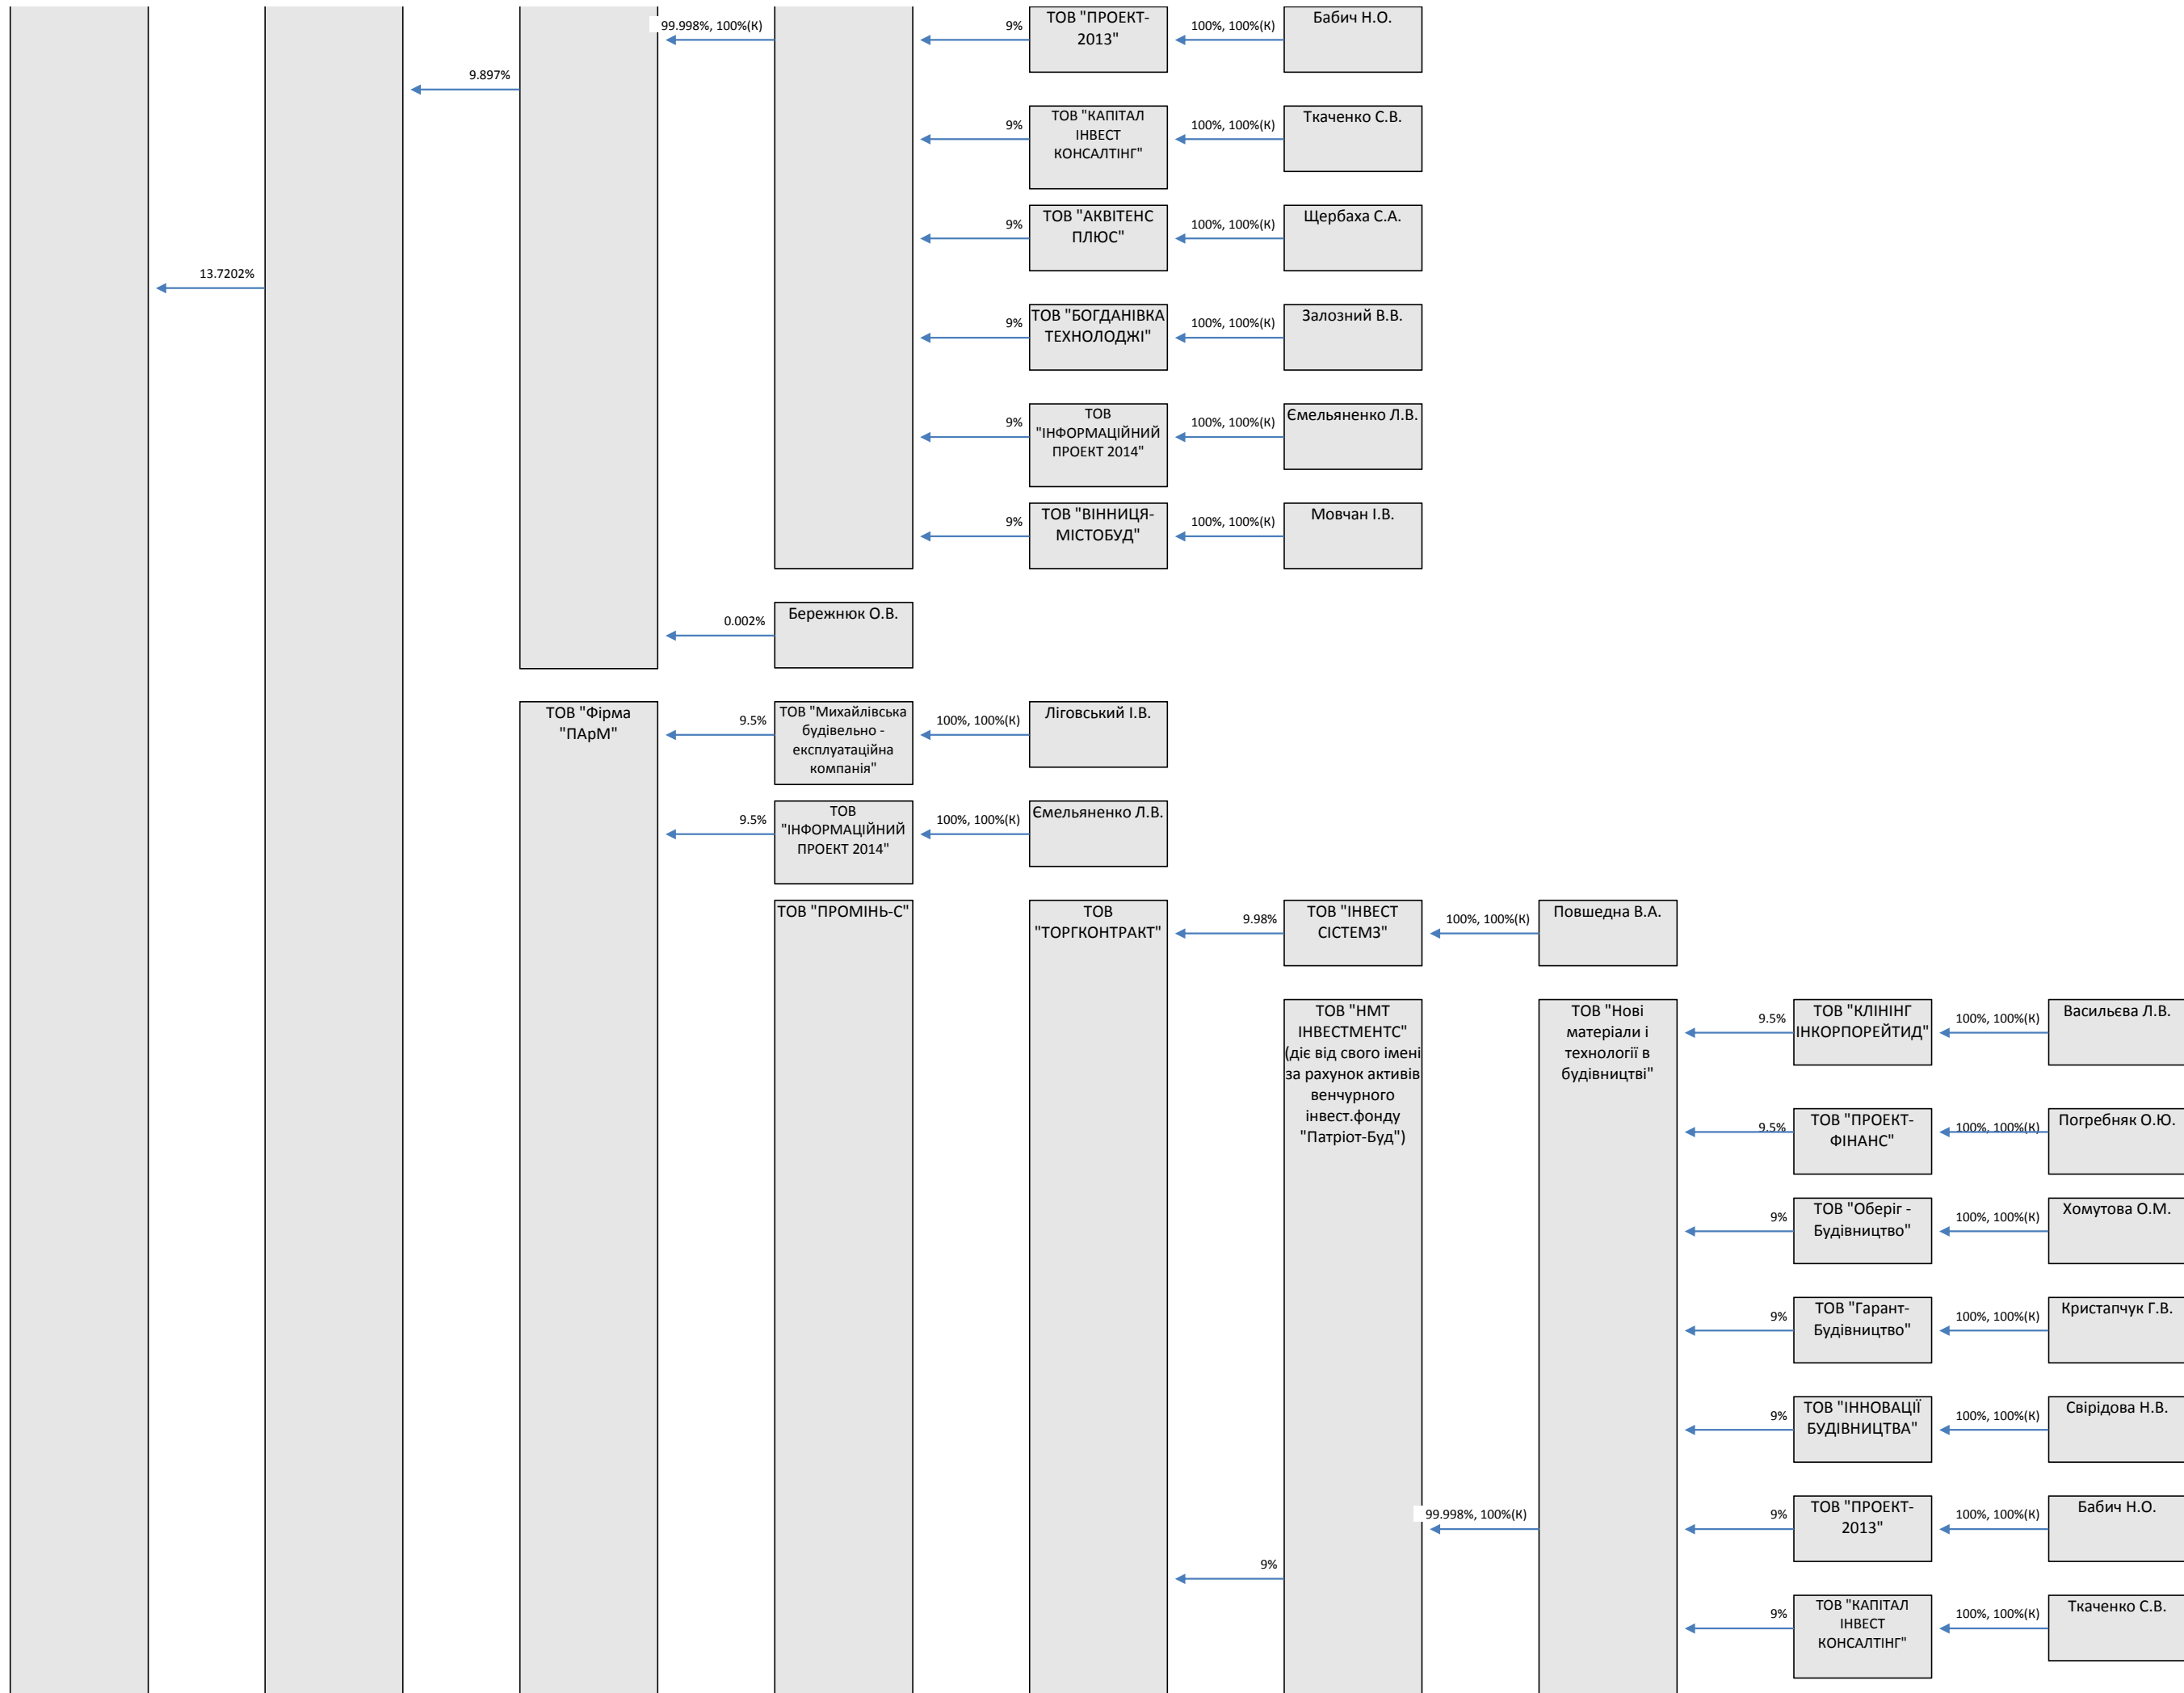 99.998%, 100%(К)
9%
ТОВ "ПРОЕКТ-
2013"
100%, 100%(К)
Бабич Н.О.
9.897%
9%
ТОВ "КАПІТАЛ
ІНВЕСТ
КОНСАЛТІНГ"
100%, 100%(К)
Ткаченко С.В.
9%
ТОВ "АКВІТЕНС
ПЛЮС"
100%, 100%(К)
Щербаха С.А.
13.7202%
9%
ТОВ "БОГДАНІВКА
ТЕХНОЛОДЖІ"
100%, 100%(К)
Залозний В.В.
9%
ТОВ
"ІНФОРМАЦІЙНИЙ
ПРОЕКТ 2014"
100%, 100%(К)
Ємельяненко Л.В.
9%
ТОВ "ВІННИЦЯ-
МІСТОБУД"
100%, 100%(К)
Мовчан І.В.
0.002%
Бережнюк О.В.
ТОВ "Фірма
"ПАрМ"
9.5%
ТОВ "Михайлівська
будівельно -
експлуатаційна
компанія"
100%, 100%(К)
Ліговський І.В.
9.5%
ТОВ
"ІНФОРМАЦІЙНИЙ
ПРОЕКТ 2014"
100%, 100%(К)
Ємельяненко Л.В.
ТОВ "ПРОМІНЬ-С"
ТОВ
"ТОРГКОНТРАКТ"
9.98%
ТОВ "ІНВЕСТ
СІСТЕМЗ"
100%, 100%(К)
Повшедна В.А.
ТОВ "НМТ
ІНВЕСТМЕНТС"
(діє від свого імені
за рахунок активів
венчурного
інвест.фонду
"Патріот-Буд")
ТОВ "Нові
матеріали і
технології в
будівництві"
9.5%
ТОВ "КЛІНІНГ
ІНКОРПОРЕЙТИД"
100%, 100%(К)
Васильєва Л.В.
9.5%
ТОВ "ПРОЕКТ-
ФІНАНС"
100%, 100%(К)
Погребняк О.Ю.
9%
ТОВ "Оберіг -
Будівництво"
100%, 100%(К)
Хомутова О.М.
9%
ТОВ "Гарант-
Будівництво"
100%, 100%(К)
Кристапчук Г.В.
9%
ТОВ "ІННОВАЦІЇ
БУДІВНИЦТВА"
100%, 100%(К)
Свірідова Н.В.
99.998%, 100%(К)
9%
ТОВ "ПРОЕКТ-
2013"
100%, 100%(К)
Бабич Н.О.
9%
9%
ТОВ "КАПІТАЛ
ІНВЕСТ
КОНСАЛТІНГ"
100%, 100%(К)
Ткаченко С.В.